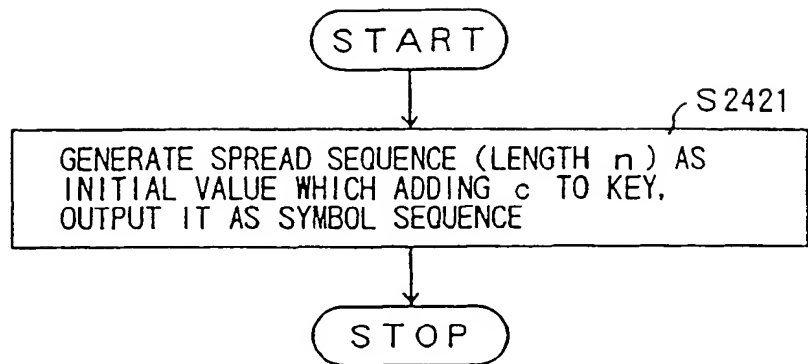 START
S2421
GENERATE SPREAD SEQUENCE (LENGTH n) AS
INITIAL VALUE WHICH ADDING c TO KEY,
OUTPUT IT AS SYMBOL SEQUENCE
STOP